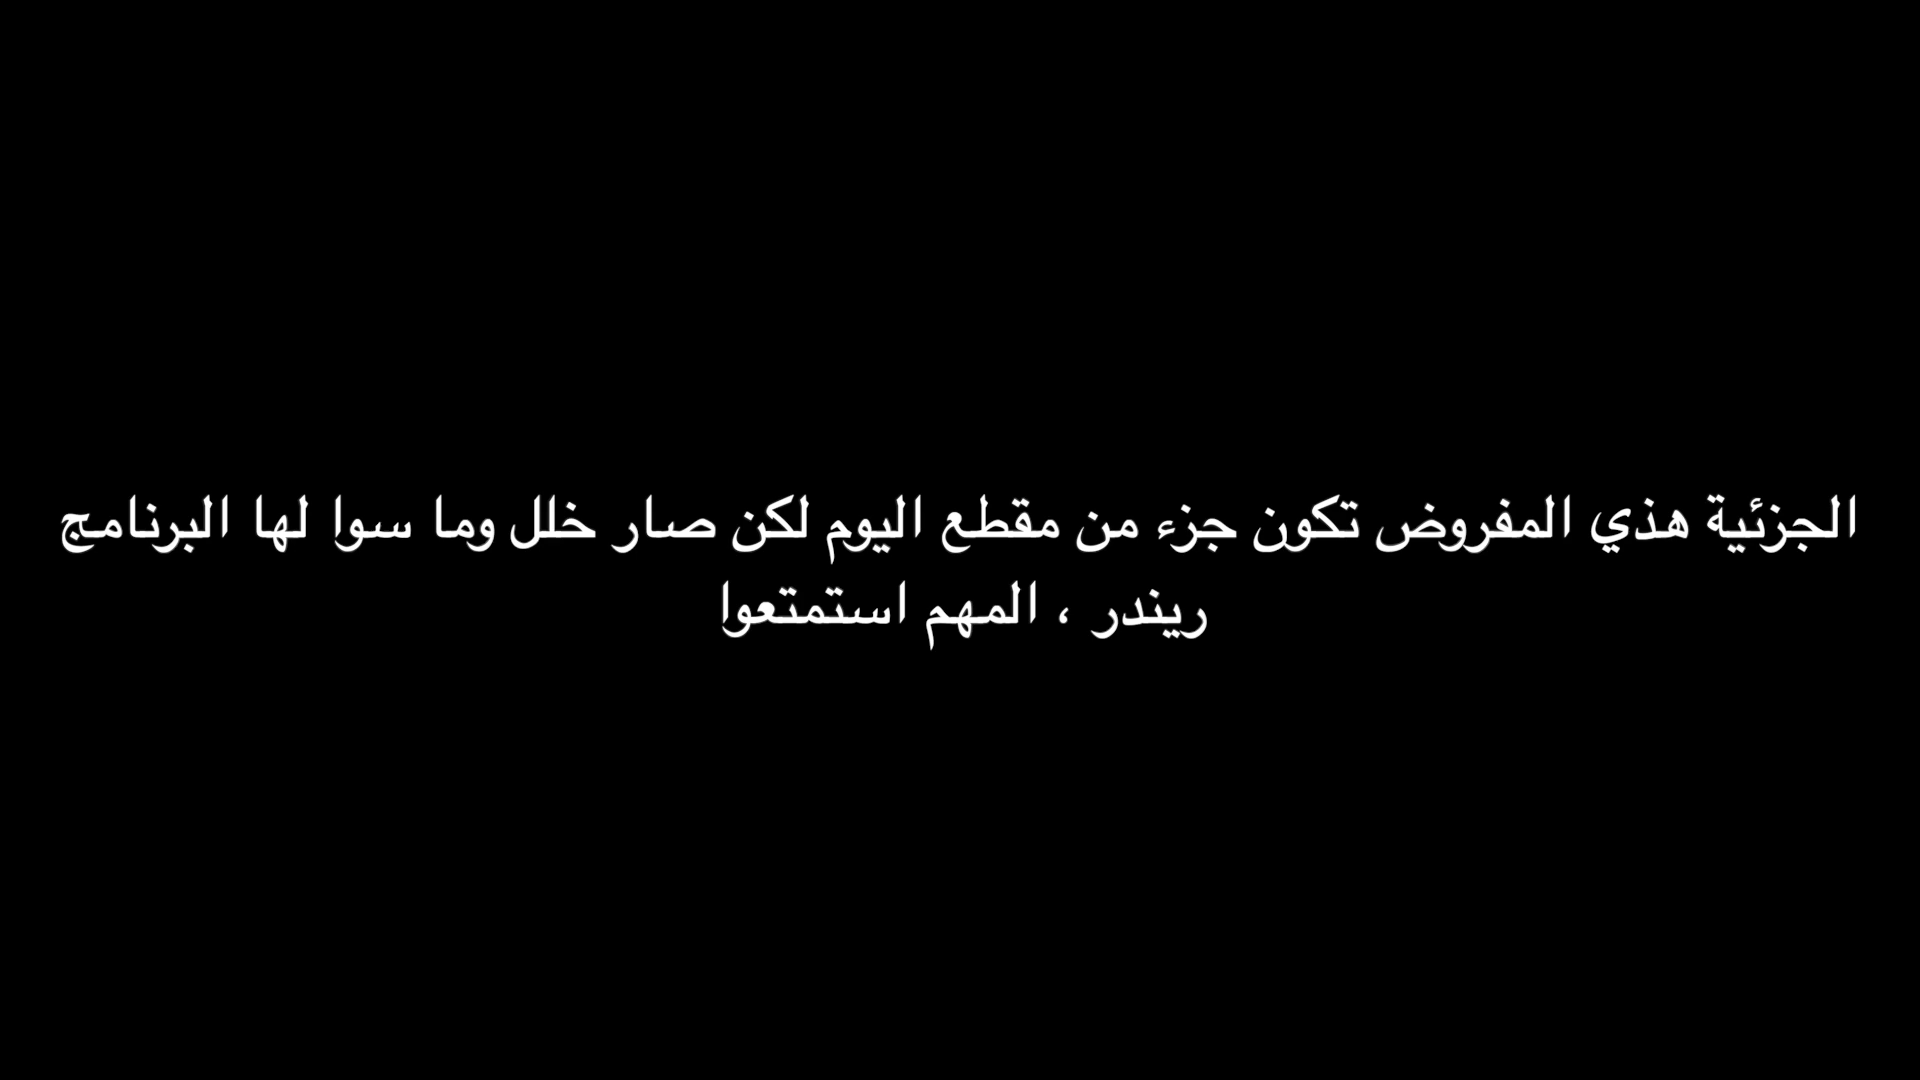 الجزئية هذي المفروض تكون جزء من مقطع اليوم لكن صار خلل وما سوا لها البرنامج
ريندر ، المهم استمتعوا